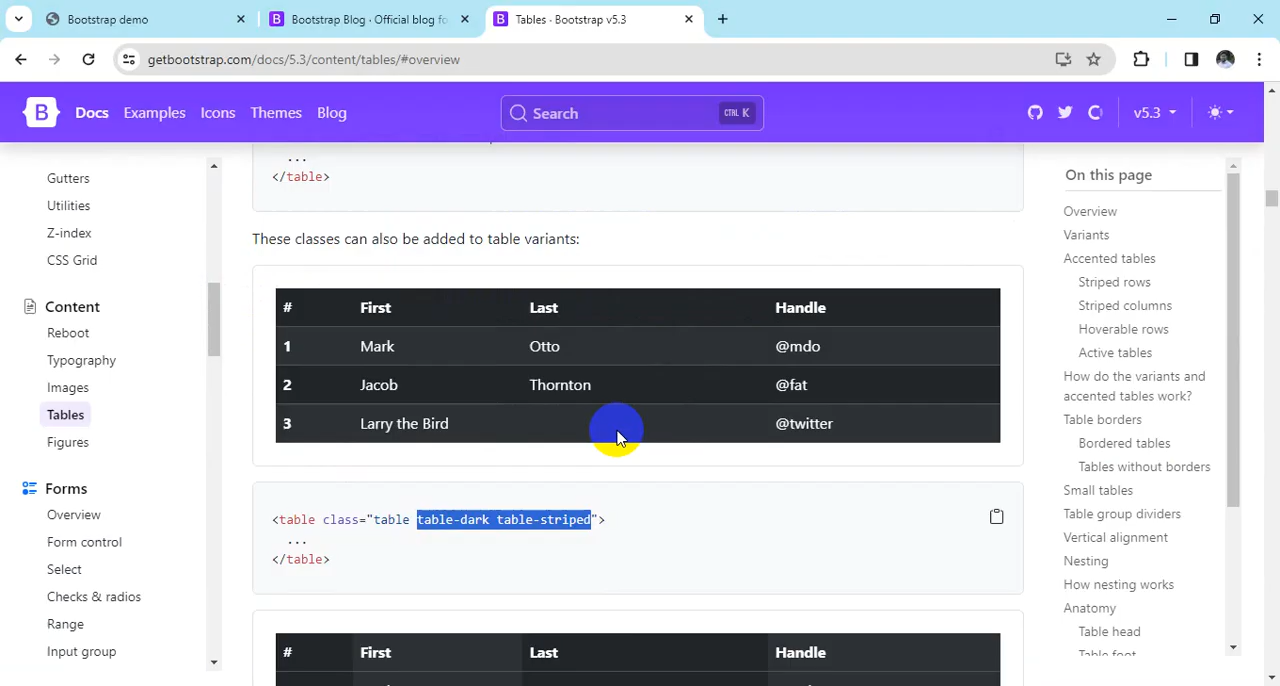 Bootstrap demo
Bootstrap Blog · Official blog fo
Tables · Bootstrap v5.3
getbootstrap.com/docs/5.3/content/tables/#overview
B
Docs
Examples
Icons
Themes
Blog
Search
CTRL K
v5.3
Gutters
Utilities
Z-index
CSS Grid
Content
Reboot
Typography
Images
Tables
Figures
Forms
Overview
Form control
Select
Checks & radios
Range
Input group
...
</table>
These classes can also be added to table variants:
# First Last Handle
1 Mark Otto @mdo
2 Jacob Thornton @fat
3 Larry the Bird @twitter
<table class="table table-dark table-striped">
...
</table>
# First Last Handle
On this page
Overview
Variants
Accented tables
Striped rows
Striped columns
Hoverable rows
Active tables
How do the variants and
accented tables work?
Table borders
Bordered tables
Tables without borders
Small tables
Table group dividers
Vertical alignment
Nesting
How nesting works
Anatomy
Table head
Table foot